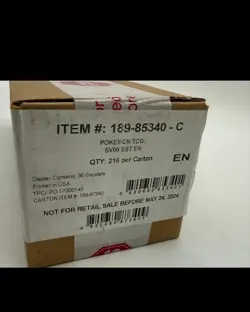 ITEM #: 189-85340 - C
POKEMON TCG:
SV06 BST EN
QTY: 216 per Carton
EN
Display Contains: 36 Boosters
Printed in USA
NOT FOR RETAIL SALE BEFORE MAY 24, 2024